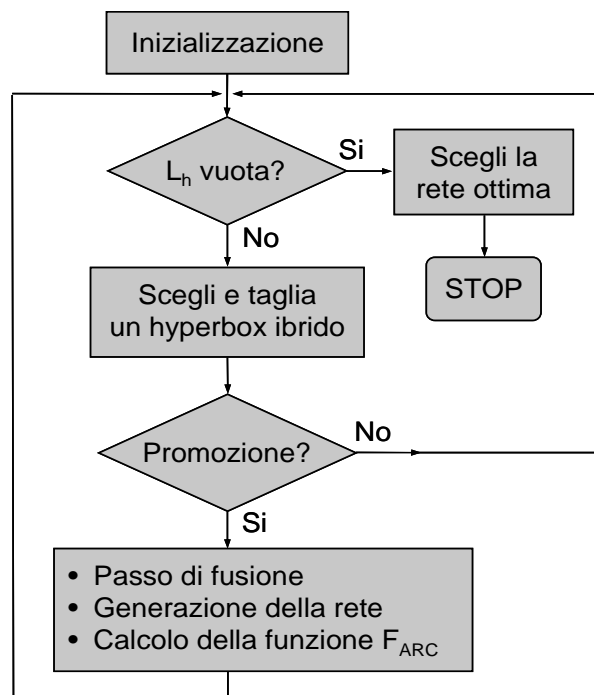 Inizializzazione
L_h vuota?
Si
Scegli la
rete ottima
No
STOP
Scegli e taglia
un hyperbox ibrido
Promozione?
No
Si
• Passo di fusione
• Generazione della rete
• Calcolo della funzione F_ARC